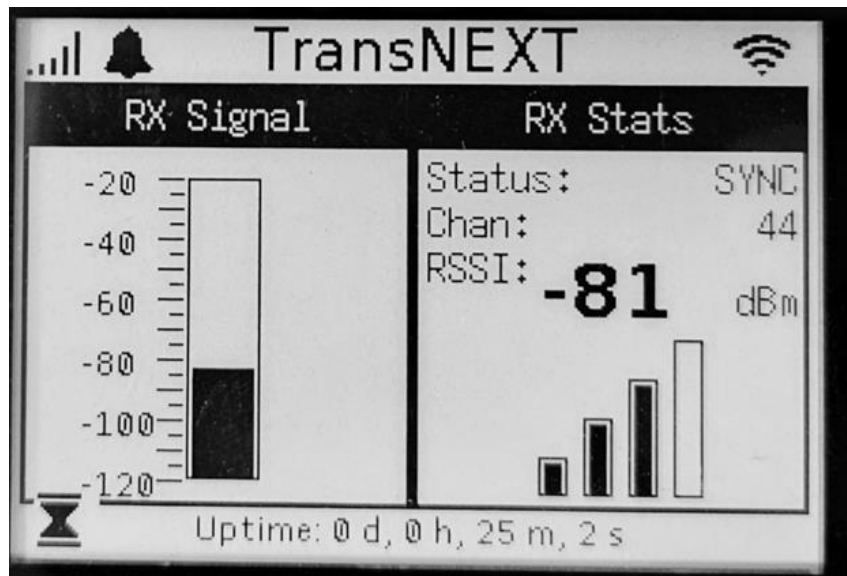 TransNEXT
RX Signal
RX Stats
-20
-40
-60
-80
-100
-120
Status: SYNC
Chan: 44
RSSI: -81 dBm
Uptime: 0 d, 0 h, 25 m, 2 s